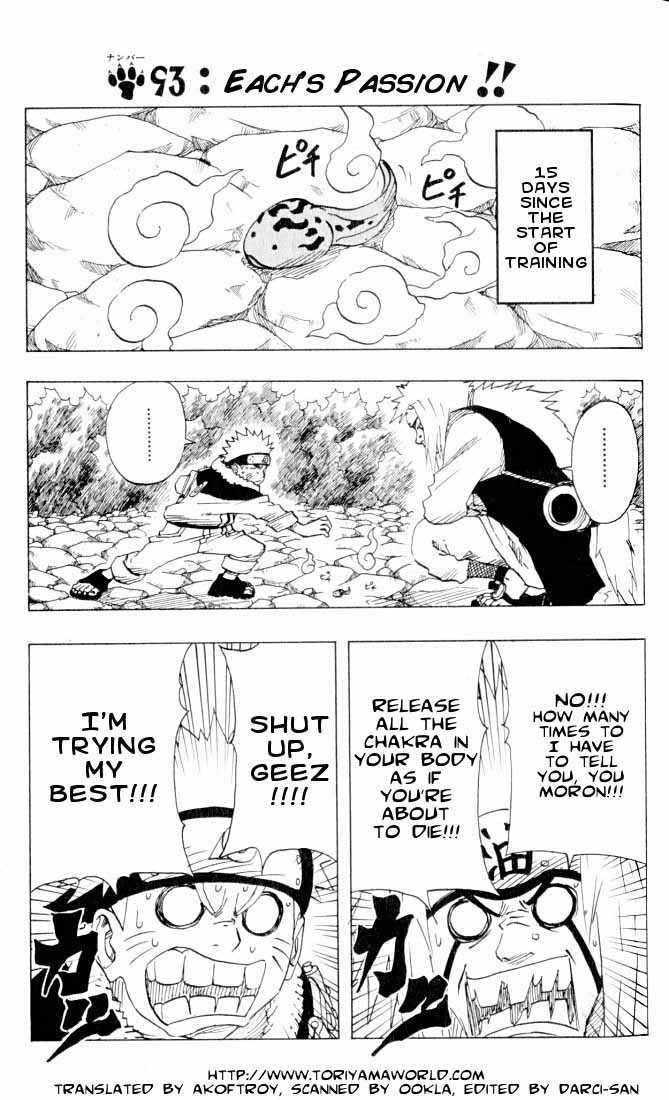 ナンバー
93: EACH'S PASSION!!
15
DAYS
SINCE
THE
START
OF
TRAINING
ピチ
ピチ
.........
.........
ピチ
NO!!!
HOW MANY
TIMES TO
I HAVE
TO TELL
YOU, YOU
MORON!!!
RELEASE
ALL THE
CHAKRA IN
YOUR BODY
AS IF
YOU'RE
ABOUT
TO DIE!!!
油
SHUT
UP,
GEEZ
!!!!
I'M
TRYING
MY
BEST!!!
HTTP://WWW.TORIYAMAWORLD.COM
TRANSLATED BY AKOFTROY, SCANNED BY OOKLA, EDITED BY DARCI-SAN